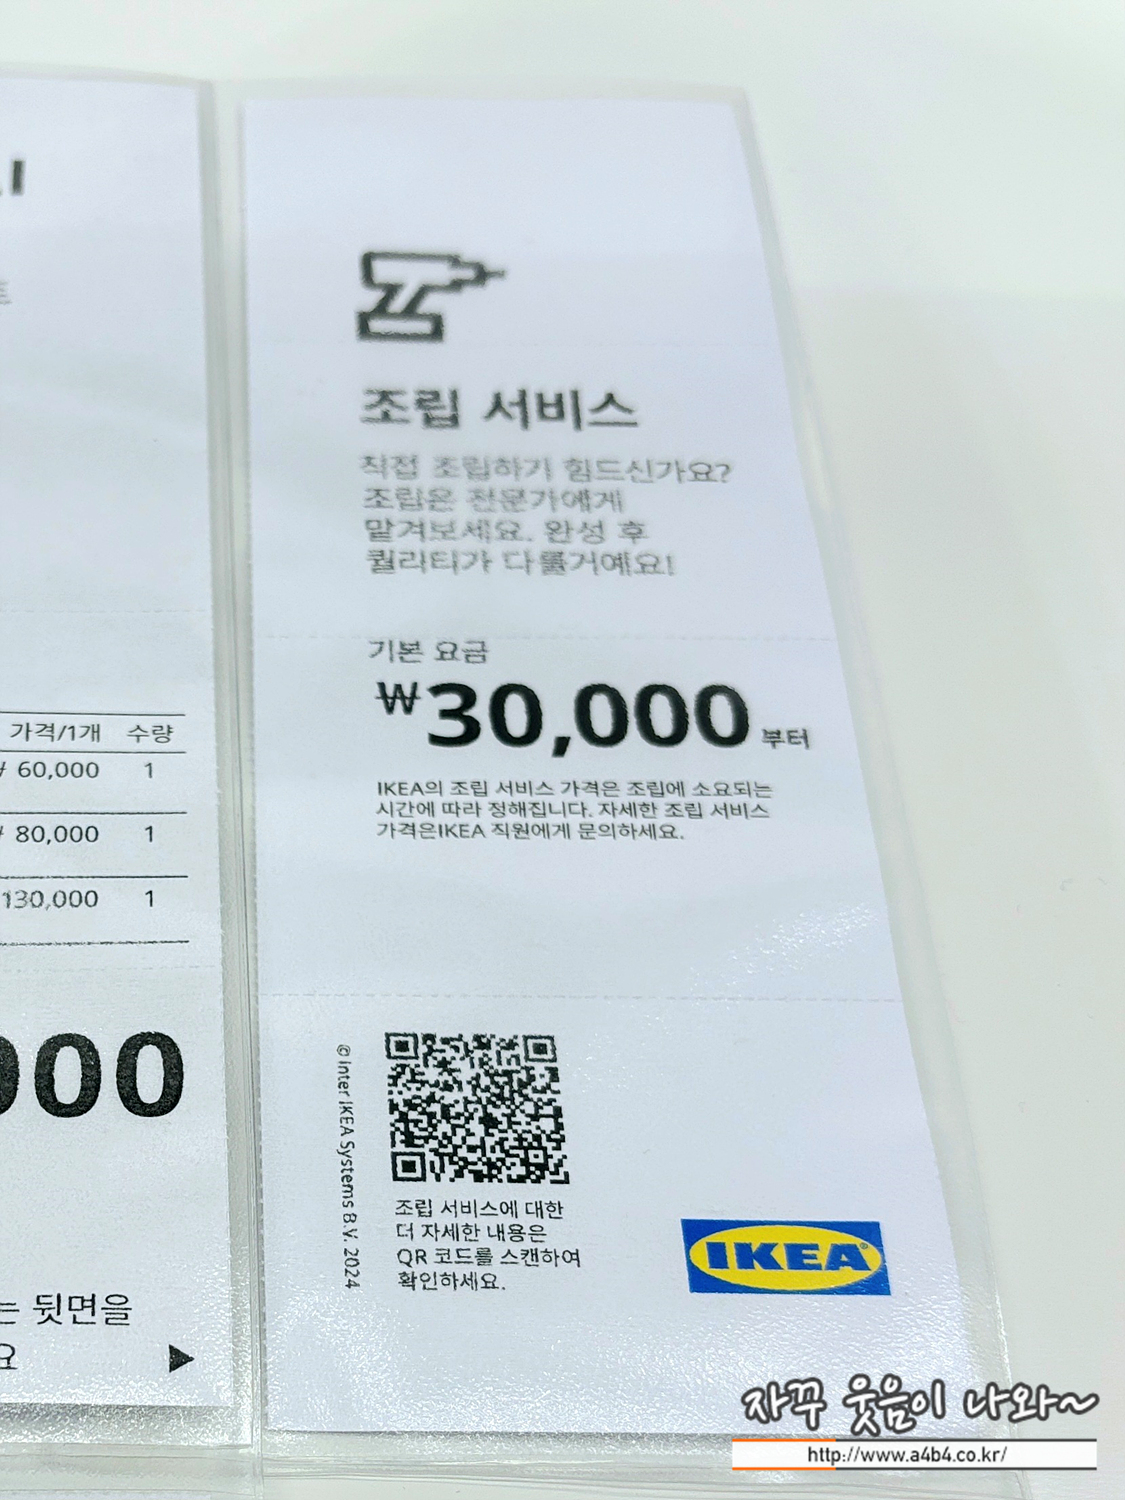 가격/1개 수량
₩ 60,000 1
80,000 1
130,000 1
000
는 뒷면을
요
조립 서비스
직접 조립하기 힘드신가요?
조립은 전문가에게
맡겨보세요. 완성 후
퀄리티가 다를거예요!
기본 요금
₩30,000 부터
IKEA의 조립 서비스 가격은 조립에 소요되는
시간에 따라 정해집니다. 자세한 조립 서비스
가격은IKEA 직원에게 문의하세요.
© Inter IKEA Systems B.V. 2024
조립 서비스에 대한
더 자세한 내용은
QR 코드를 스캔하여
확인하세요.
IKEA
자꾸 웃음이 나와~
http://www.a4b4.co.kr/